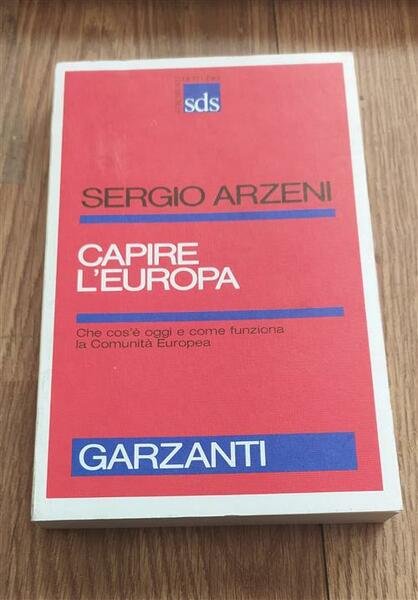 sds
SERGIO ARZENI
CAPIRE
L'EUROPA
Che cos'è oggi e come funziona
la Comunità Europea
GARZANTI